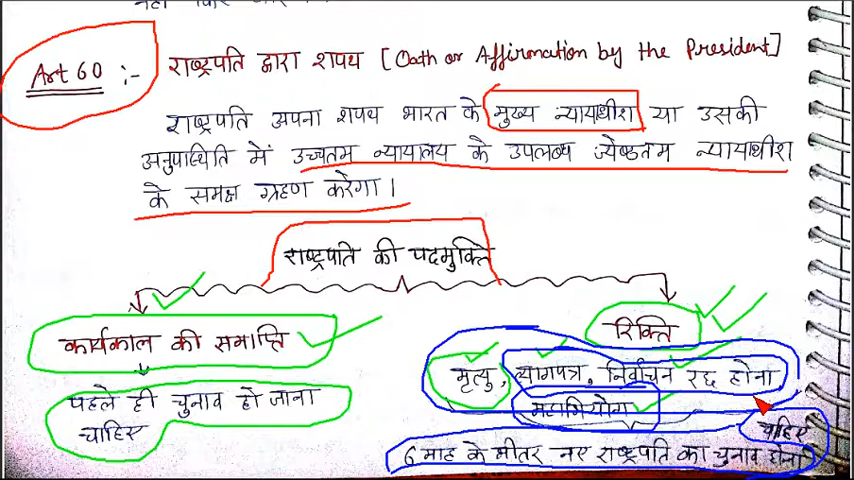 Art 60 :- राष्ट्रपति द्वारा शपथ [Oath or Affirmation by the President]
राष्ट्रपति अपना शपथ भारत के मुख्य न्यायधीश या उसकी
अनुपास्थिति में उच्चतम न्यायालय के उपलब्ध ज्येष्ठतम न्यायाधीश
के समक्ष ग्रहण करेगा।
राष्ट्रपति की पदमुक्ति
कार्यकाल की समाप्ति
पहले ही चुनाव हो जाना
चाहिए
रिक्ति
मृत्यु, त्यागपत्र, निर्वाचन रद्द होना
महाभियोग
6 माह के भीतर नए राष्ट्रपति का चुनाव होना
चाहिए